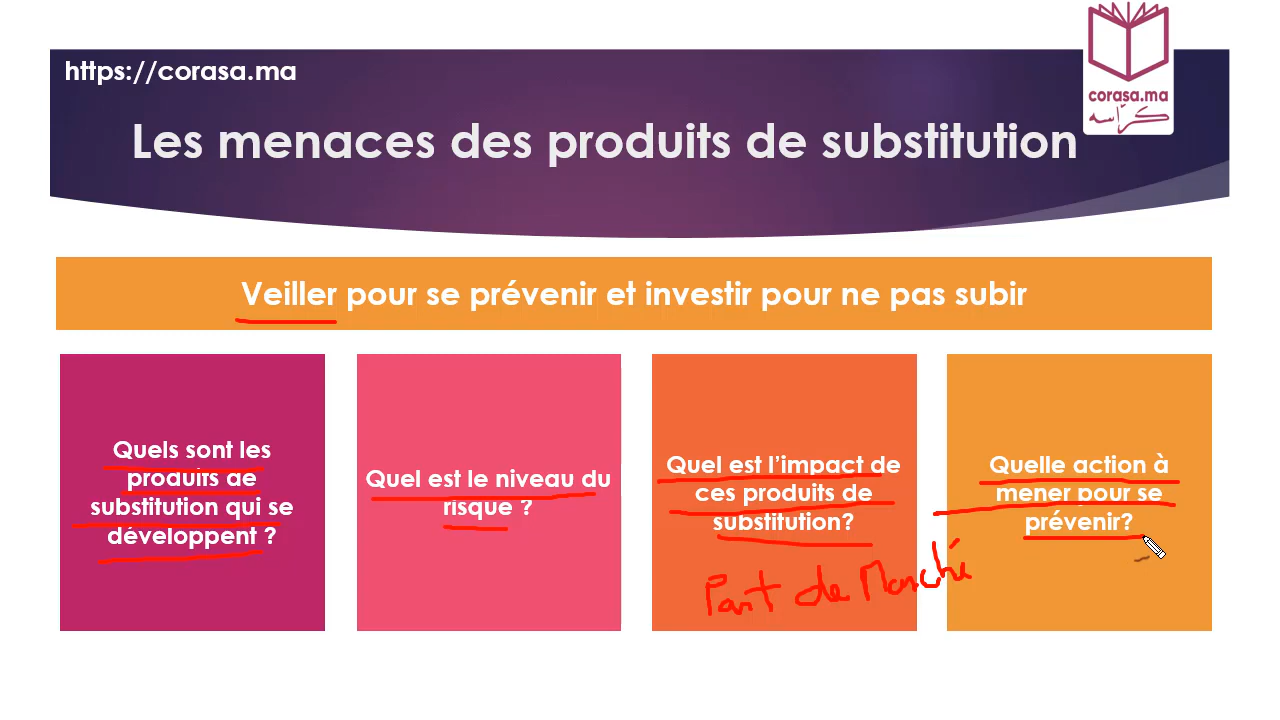 https://corasa.ma
corasa.ma
كرّاسة
Les menaces des produits de substitution
Veiller pour se prévenir et investir pour ne pas subir
Quels sont les
produits de
substitution qui se
développent ?
Quel est le niveau du
risque ?
Quel est l’impact de
ces produits de
substitution?
Part de Marché
Quelle action à
mener pour se
prévenir?